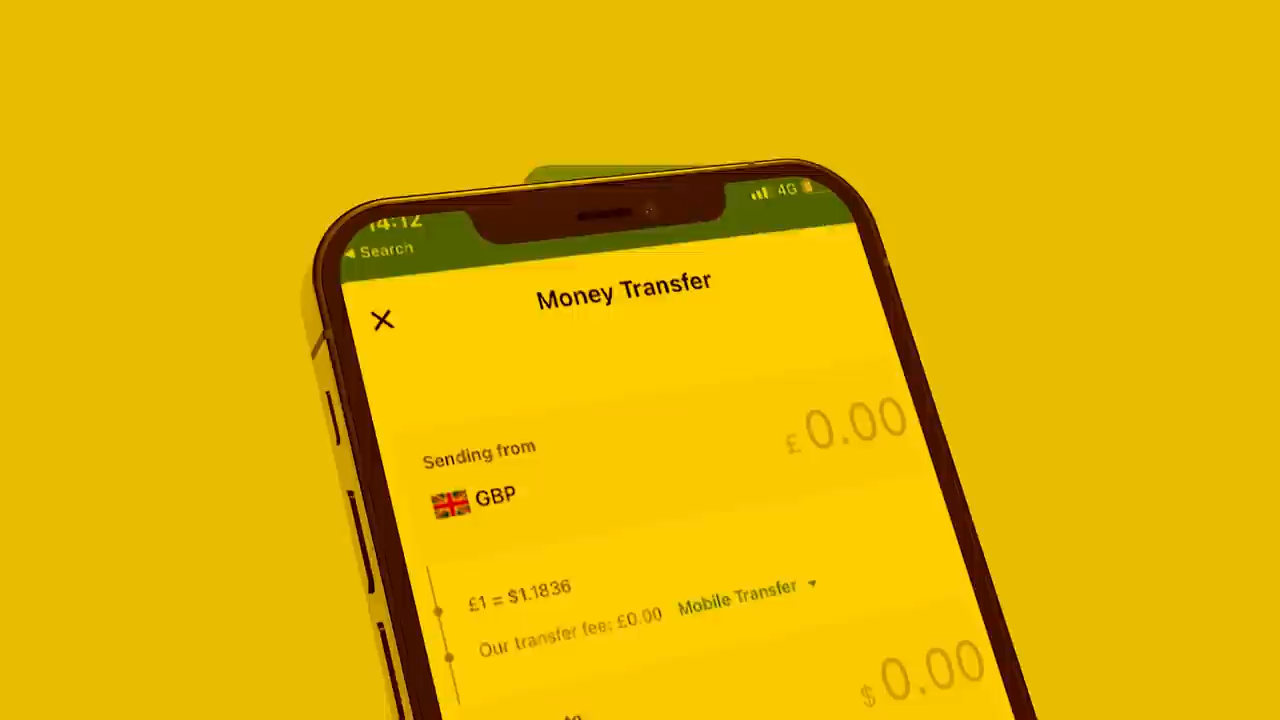 14:12
4G
◀ Search
Money Transfer
£ 0.00
Sending from
GBP
£1 = $1.1836
Our transfer fee: £0.00 Mobile Transfer
$ 0.00